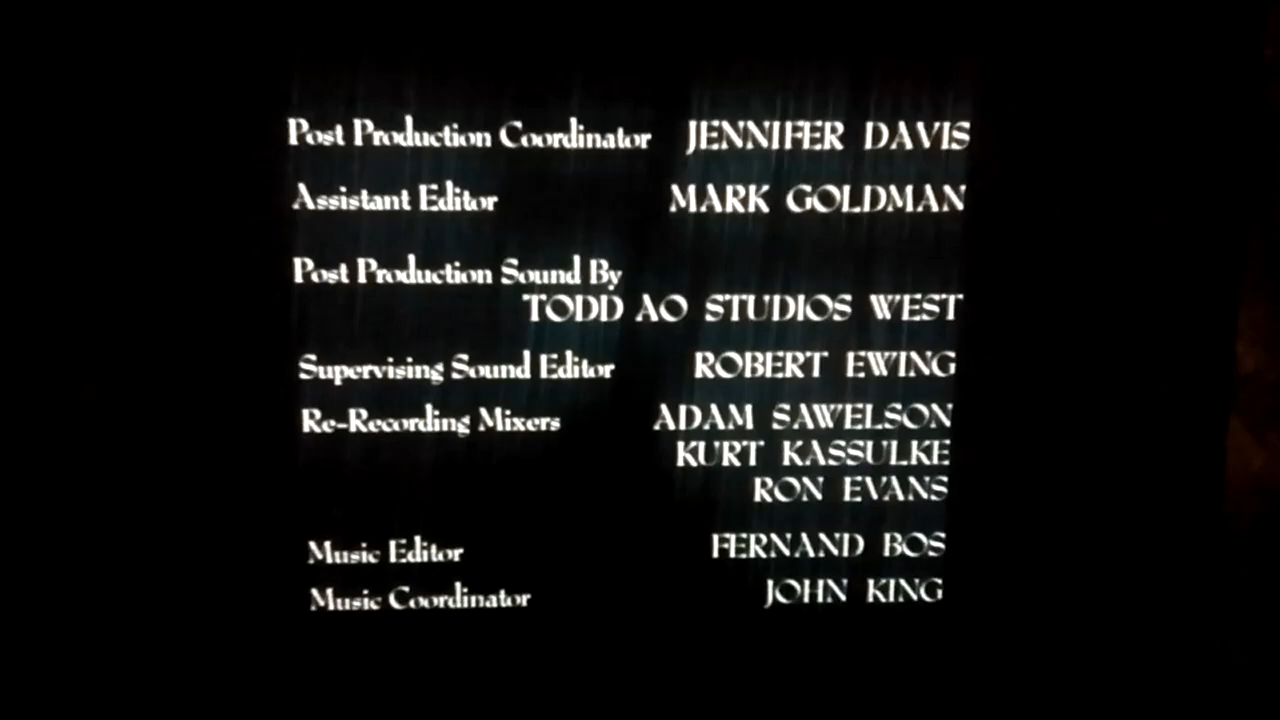 Post Production Coordinator JENNIFER DAVIS
Assistant Editor MARK GOLDMAN
Post Production Sound By
TODD AO STUDIOS WEST
Supervising Sound Editor ROBERT EWING
Re-Recording Mixers ADAM SAWELSON
KURT KASSULKE
RON EVANS
Music Editor FERNAND BOS
Music Coordinator JOHN KING